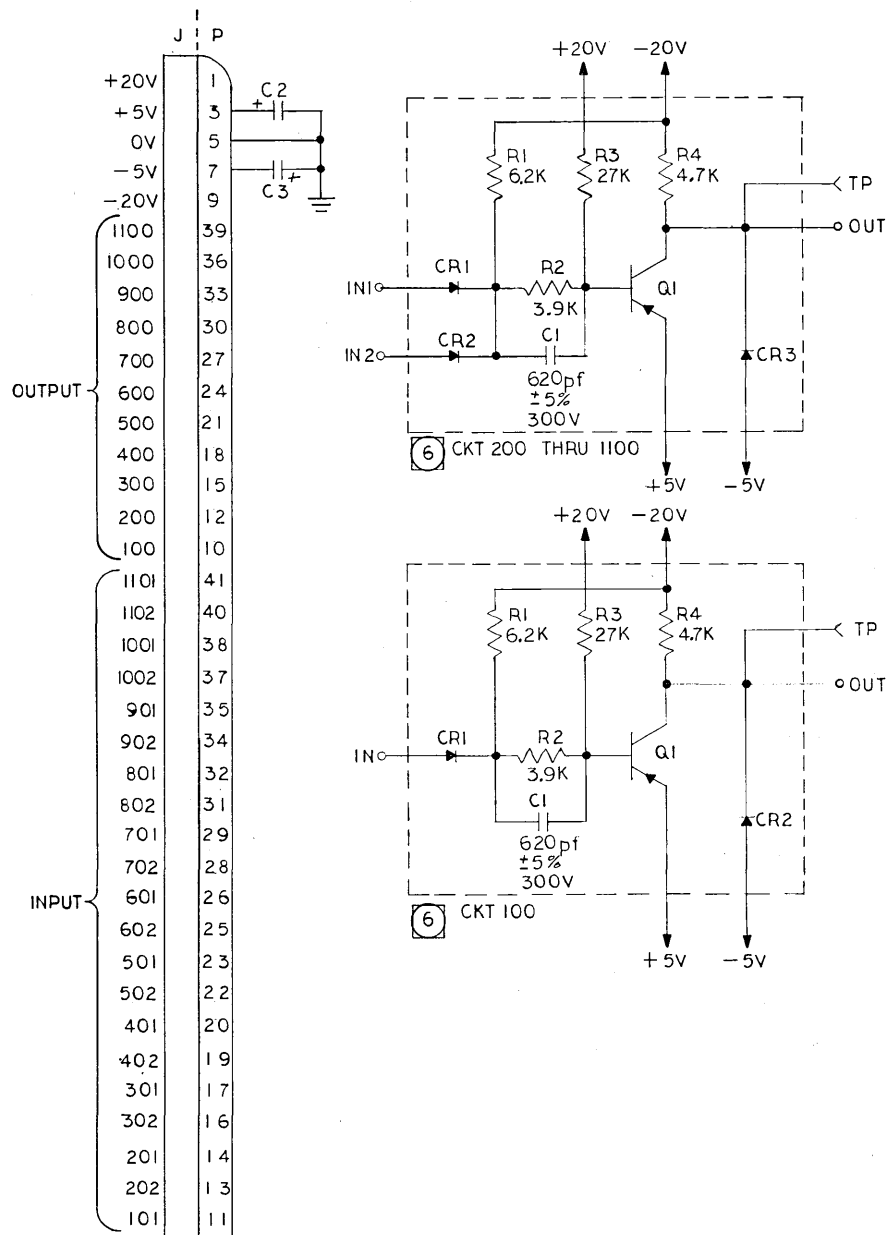 J P
+20V 1
+5V 3
0V 5
-5V 7
-20V 9
1100 39
1000 36
900 33
800 30
700 27
600 24
500 21
400 18
300 15
200 12
100 10
OUTPUT
1101 41
1102 40
1001 38
1002 37
901 35
902 34
801 32
802 31
701 29
702 28
601 26
602 25
501 23
502 22
401 20
402 19
301 17
302 16
201 14
202 13
101 11
INPUT
+ C2
C3 +
+20V -20V
R1
6.2K
R3
27K
R4
4.7K
TP
OUT
CR1
IN1
R2
3.9K
Q1
CR2
IN2
C1
620pf
±5%
300V
CR3
6 CKT 200 THRU 1100
+5V -5V
+20V -20V
R1
6.2K
R3
27K
R4
4.7K
TP
OUT
CR1
IN
R2
3.9K
Q1
C1
620pf
±5%
300V
CR2
6 CKT 100
+5V -5V